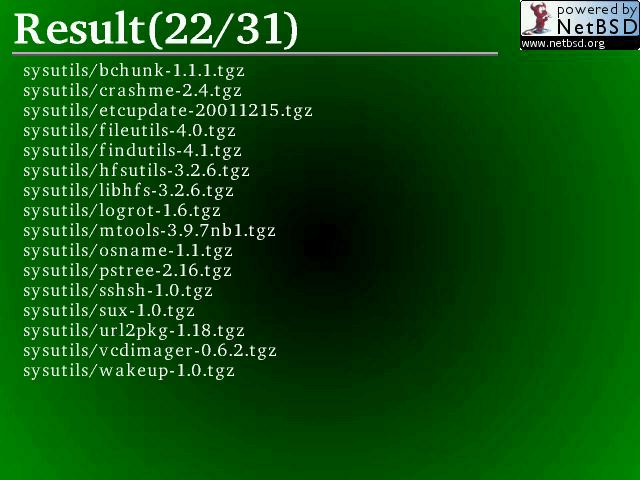 Result(22/31)
powered by
NetBSD
www.netbsd.org
sysutils/bchunk-1.1.1.tgz
sysutils/crashme-2.4.tgz
sysutils/etcupdate-20011215.tgz
sysutils/fileutils-4.0.tgz
sysutils/findutils-4.1.tgz
sysutils/hfsutils-3.2.6.tgz
sysutils/libhfs-3.2.6.tgz
sysutils/logrot-1.6.tgz
sysutils/mtools-3.9.7nb1.tgz
sysutils/osname-1.1.tgz
sysutils/pstree-2.16.tgz
sysutils/sshsh-1.0.tgz
sysutils/sux-1.0.tgz
sysutils/url2pkg-1.18.tgz
sysutils/vcdimager-0.6.2.tgz
sysutils/wakeup-1.0.tgz